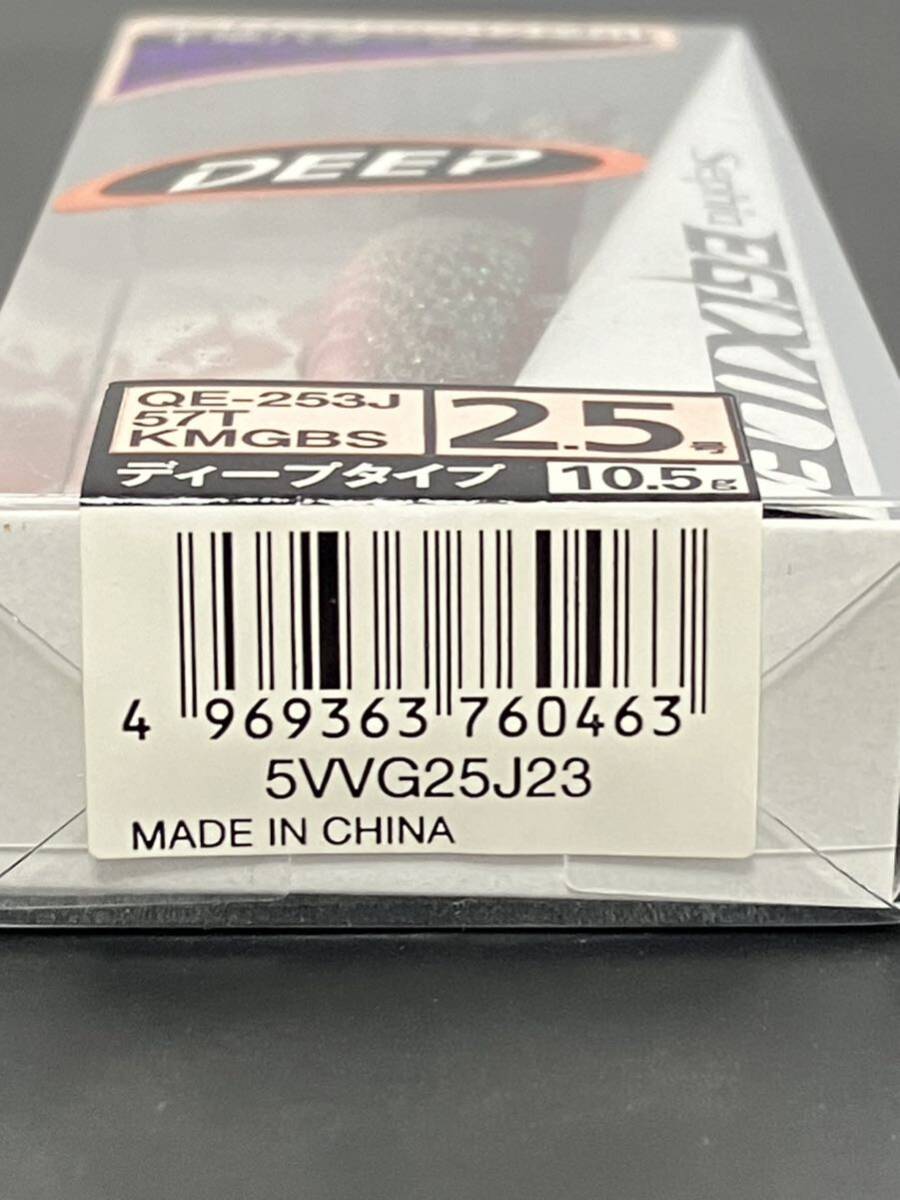 DEEP
Sephia
QE-253J
57T
KMGBS
2.5号
ディープタイプ
10.5g
4 969363 760463
5VVG25J23
MADE IN CHINA